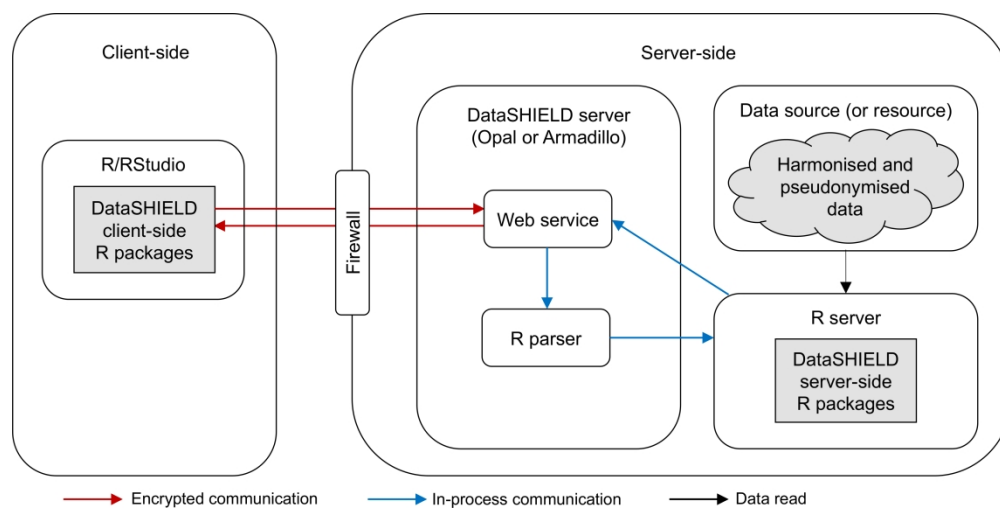 Client-side
Server-side
R/RStudio
DataSHIELD
client-side
R packages
Firewall
DataSHIELD server
(Opal or Armadillo)
Web service
R parser
Data source (or resource)
Harmonised and
pseudonymised
data
R server
DataSHIELD
server-side
R packages
Encrypted communication
In-process communication
Data read